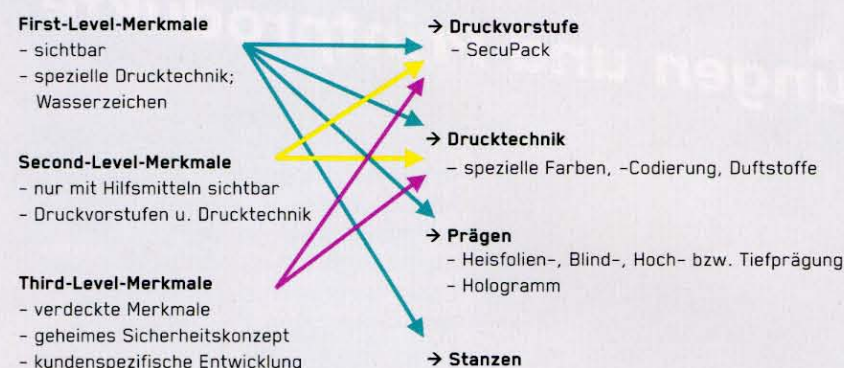 First-Level-Merkmale
- sichtbar
- spezielle Drucktechnik;
Wasserzeichen
Second-Level-Merkmale
- nur mit Hilfsmitteln sichtbar
- Druckvorstufen u. Drucktechnik
Third-Level-Merkmale
- verdeckte Merkmale
- geheimes Sicherheitskonzept
- kundenspezifische Entwicklung
→ Druckvorstufe
- SecuPack
→ Drucktechnik
- spezielle Farben, -Codierung, Duftstoffe
→ Prägen
- Heisfolien-, Blind-, Hoch- bzw. Tiefprägung
- Hologramm
→ Stanzen